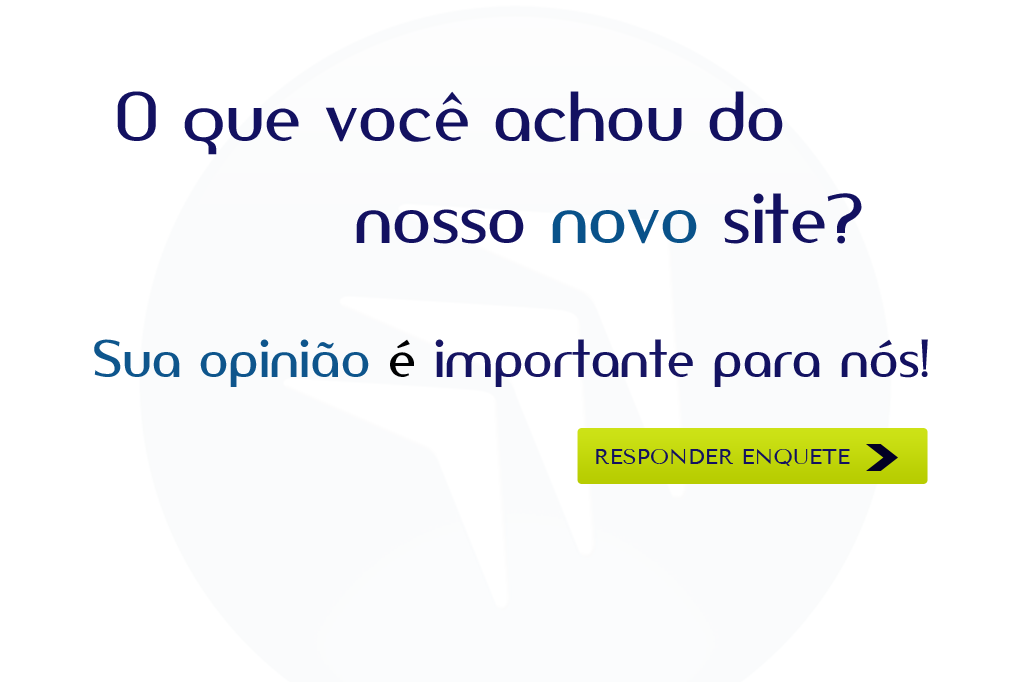 O que você achou do
nosso novo site?
Sua opinião é importante para nós!
RESPONDER ENQUETE